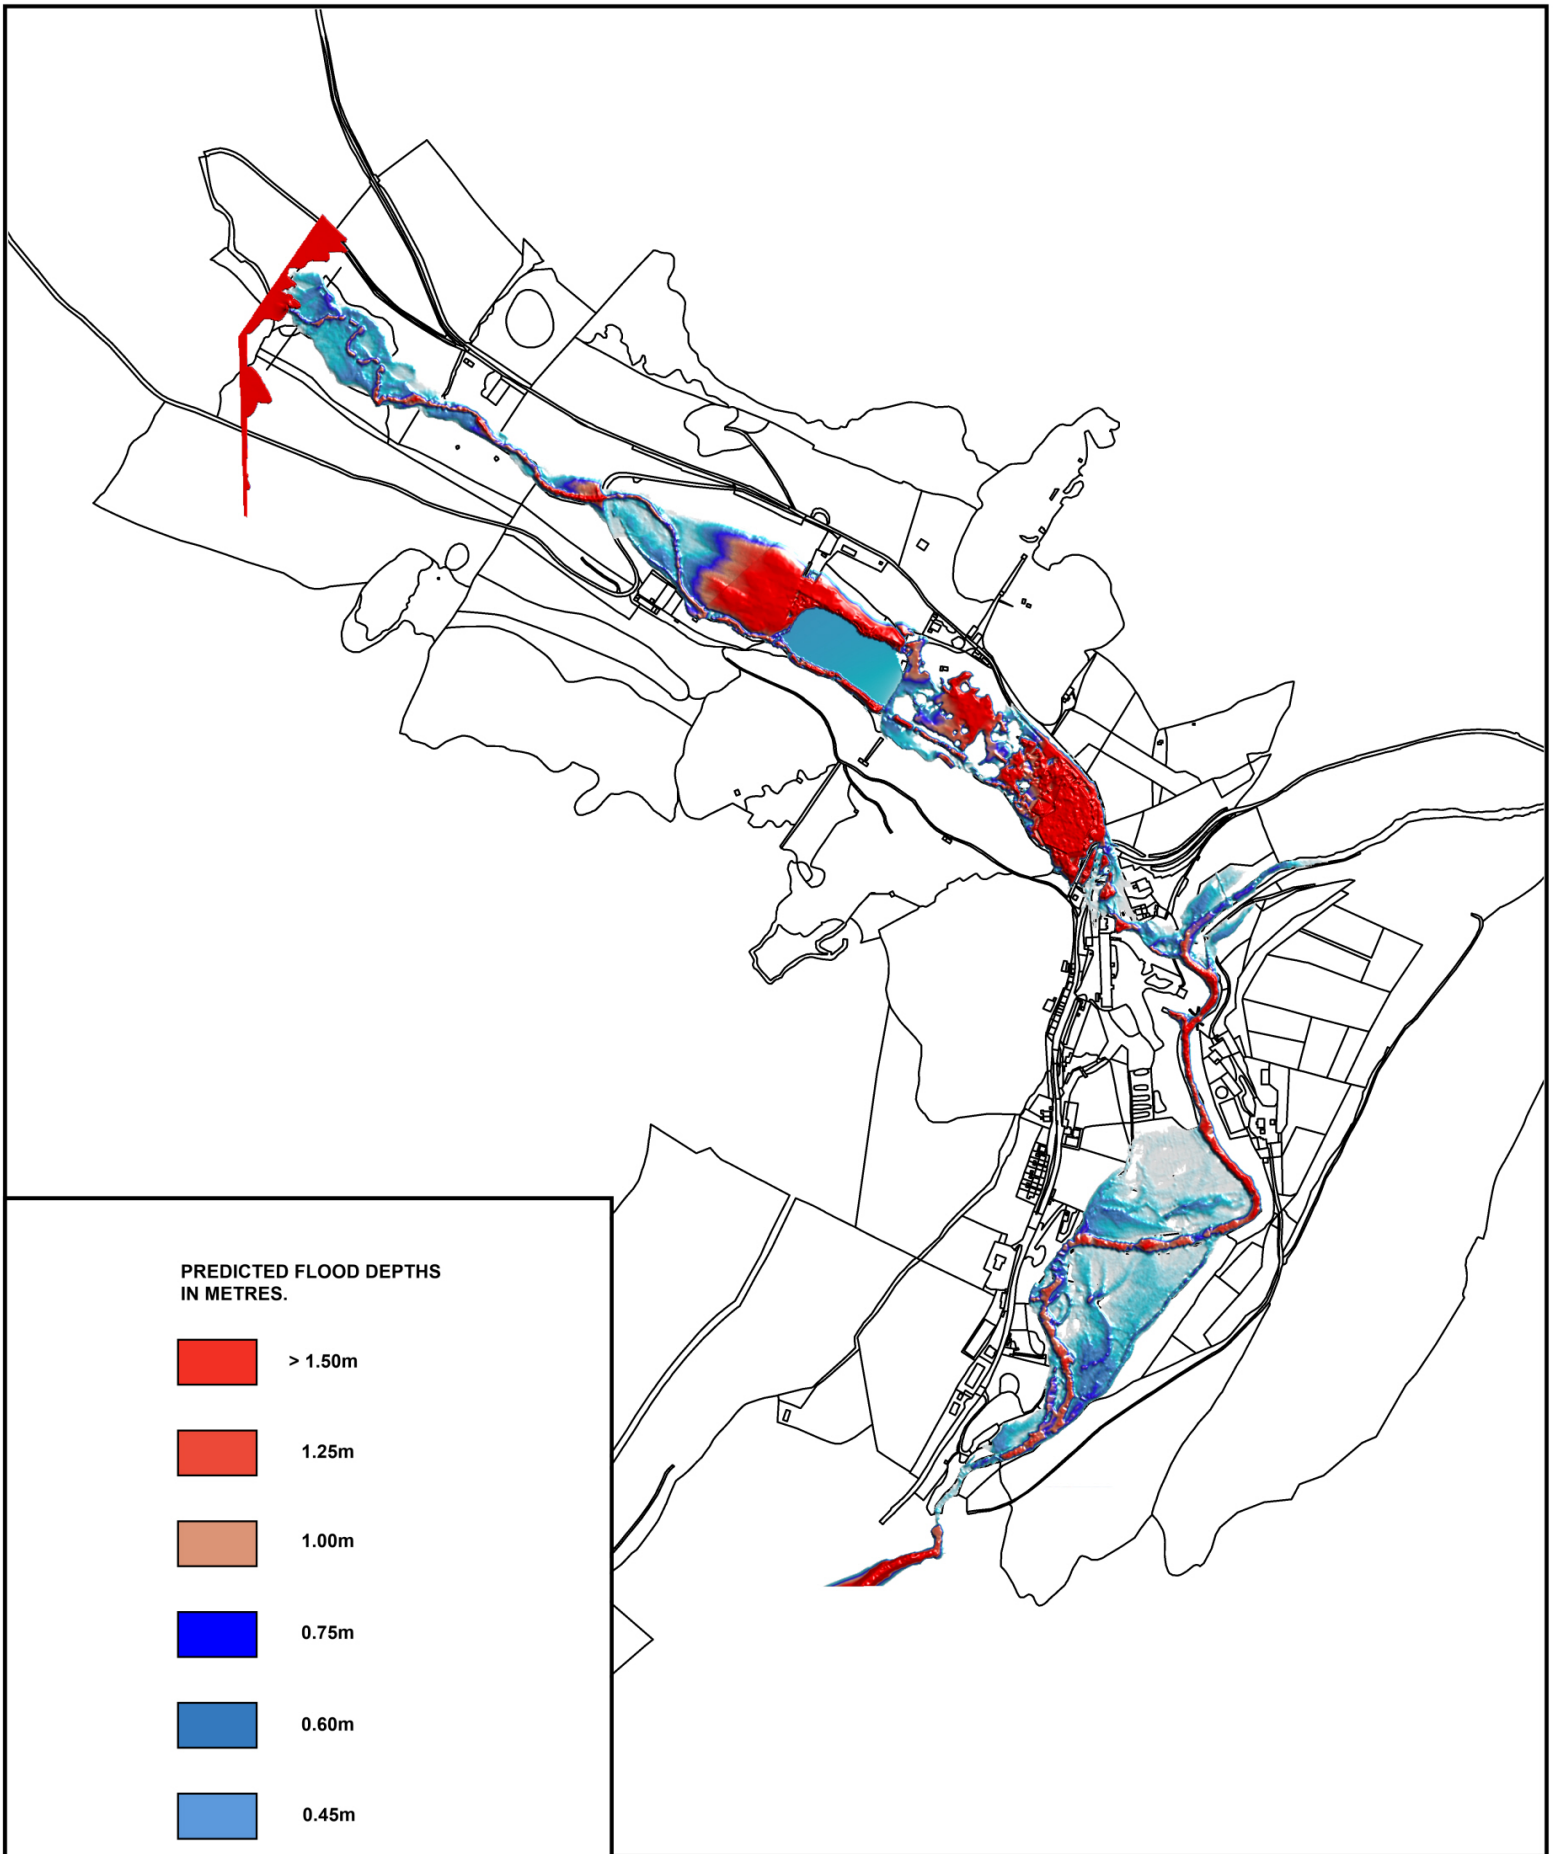 PREDICTED FLOOD DEPTHS
IN METRES.
> 1.50m
1.25m
1.00m
0.75m
0.60m
0.45m